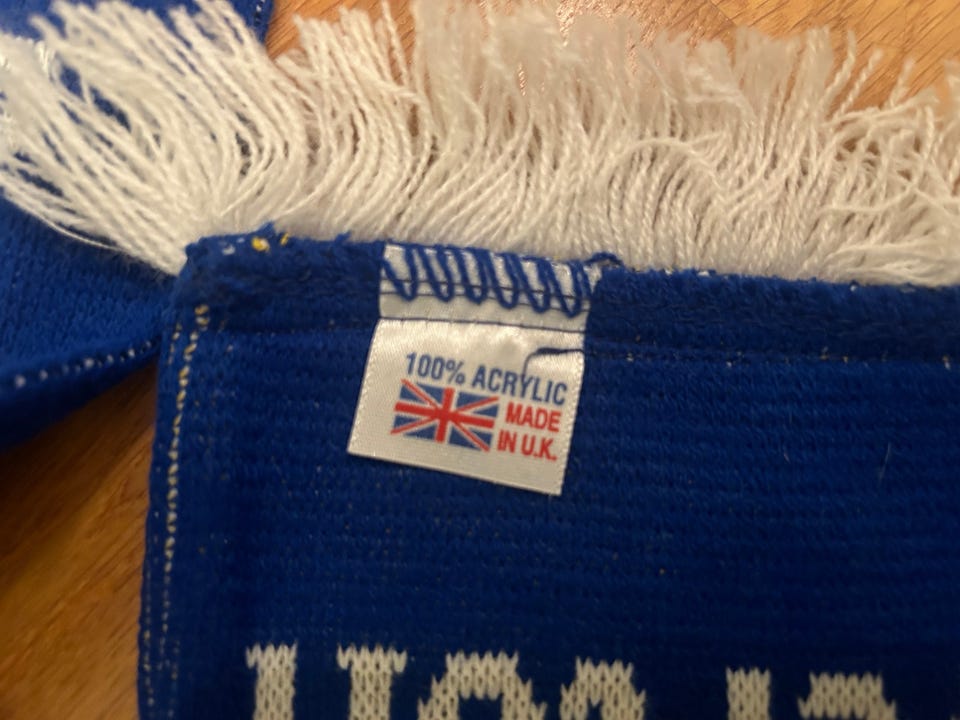 100% ACRYLIC
MADE
IN U.K.